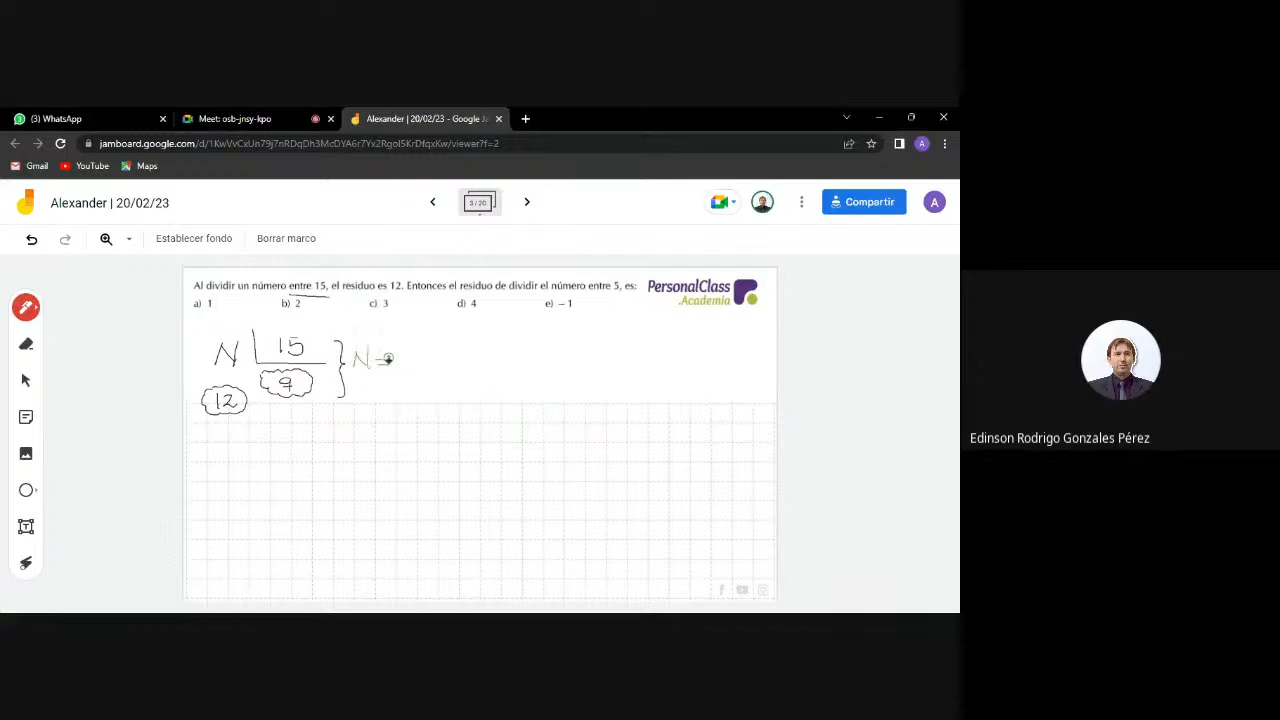 (3) WhatsApp
Meet: osb-jnsy-kpo
Alexander | 20/02/23 - Google Ja
jamboard.google.com/d/1KwVvCxUn79j7nRDqDh3McDYA6r7Yx2RgoI5KrDfqxKw/viewer?f=2
A
Gmail
YouTube
Maps
Alexander | 20/02/23
3 / 20
Compartir
A
Establecer fondo
Borrar marco
Al dividir un número entre 15, el residuo es 12. Entonces el residuo de dividir el número entre 5, es:
PersonalClass
.Academia
a) 1 b) 2 c) 3 d) 4 e) – 1
N 15 N =
12
Edinson Rodrigo Gonzales Pérez